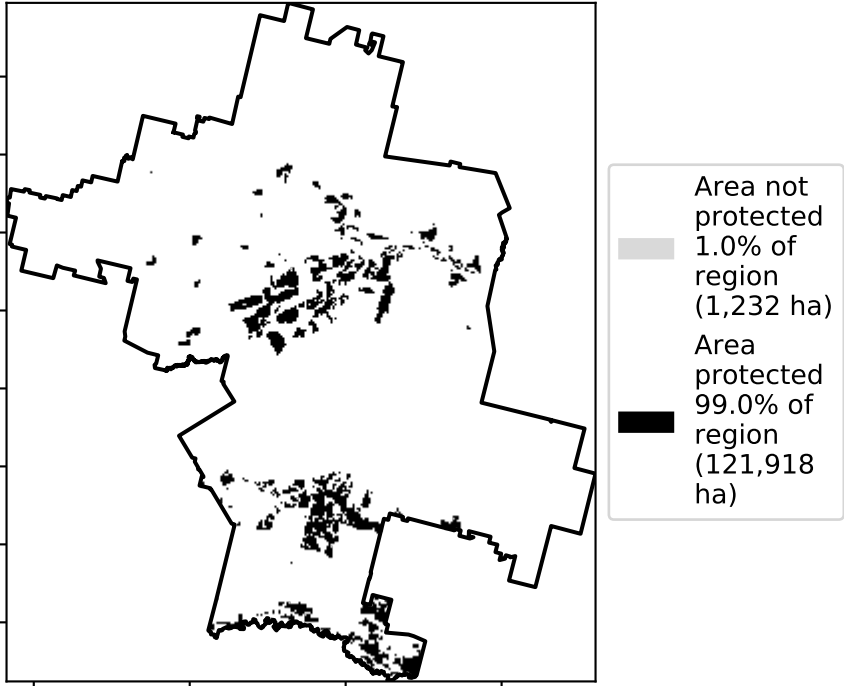 Area not
protected
1.0% of
region
(1,232 ha)
Area
protected
99.0% of
region
(121,918
ha)